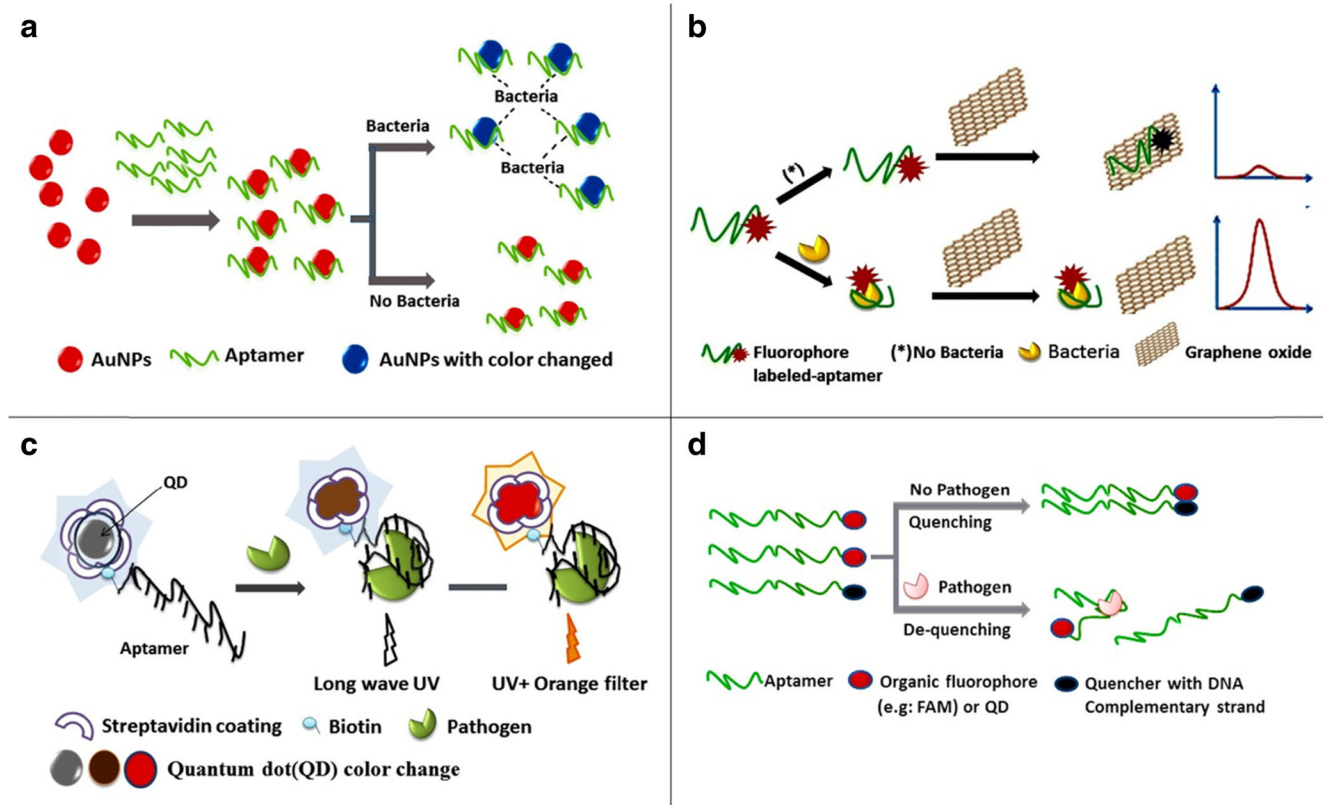 a
Bacteria
Bacteria
Bacteria
No Bacteria
AuNPs
Aptamer
AuNPs with color changed
b
(*)
Fluorophore
labeled-aptamer
(*)No Bacteria
Bacteria
Graphene oxide
c
QD
Aptamer
Long wave UV
UV+ Orange filter
Streptavidin coating
Biotin
Pathogen
Quantum dot(QD) color change
d
No Pathogen
Quenching
Pathogen
De-quenching
Aptamer
Organic fluorophore
(e.g: FAM) or QD
Quencher with DNA
Complementary strand